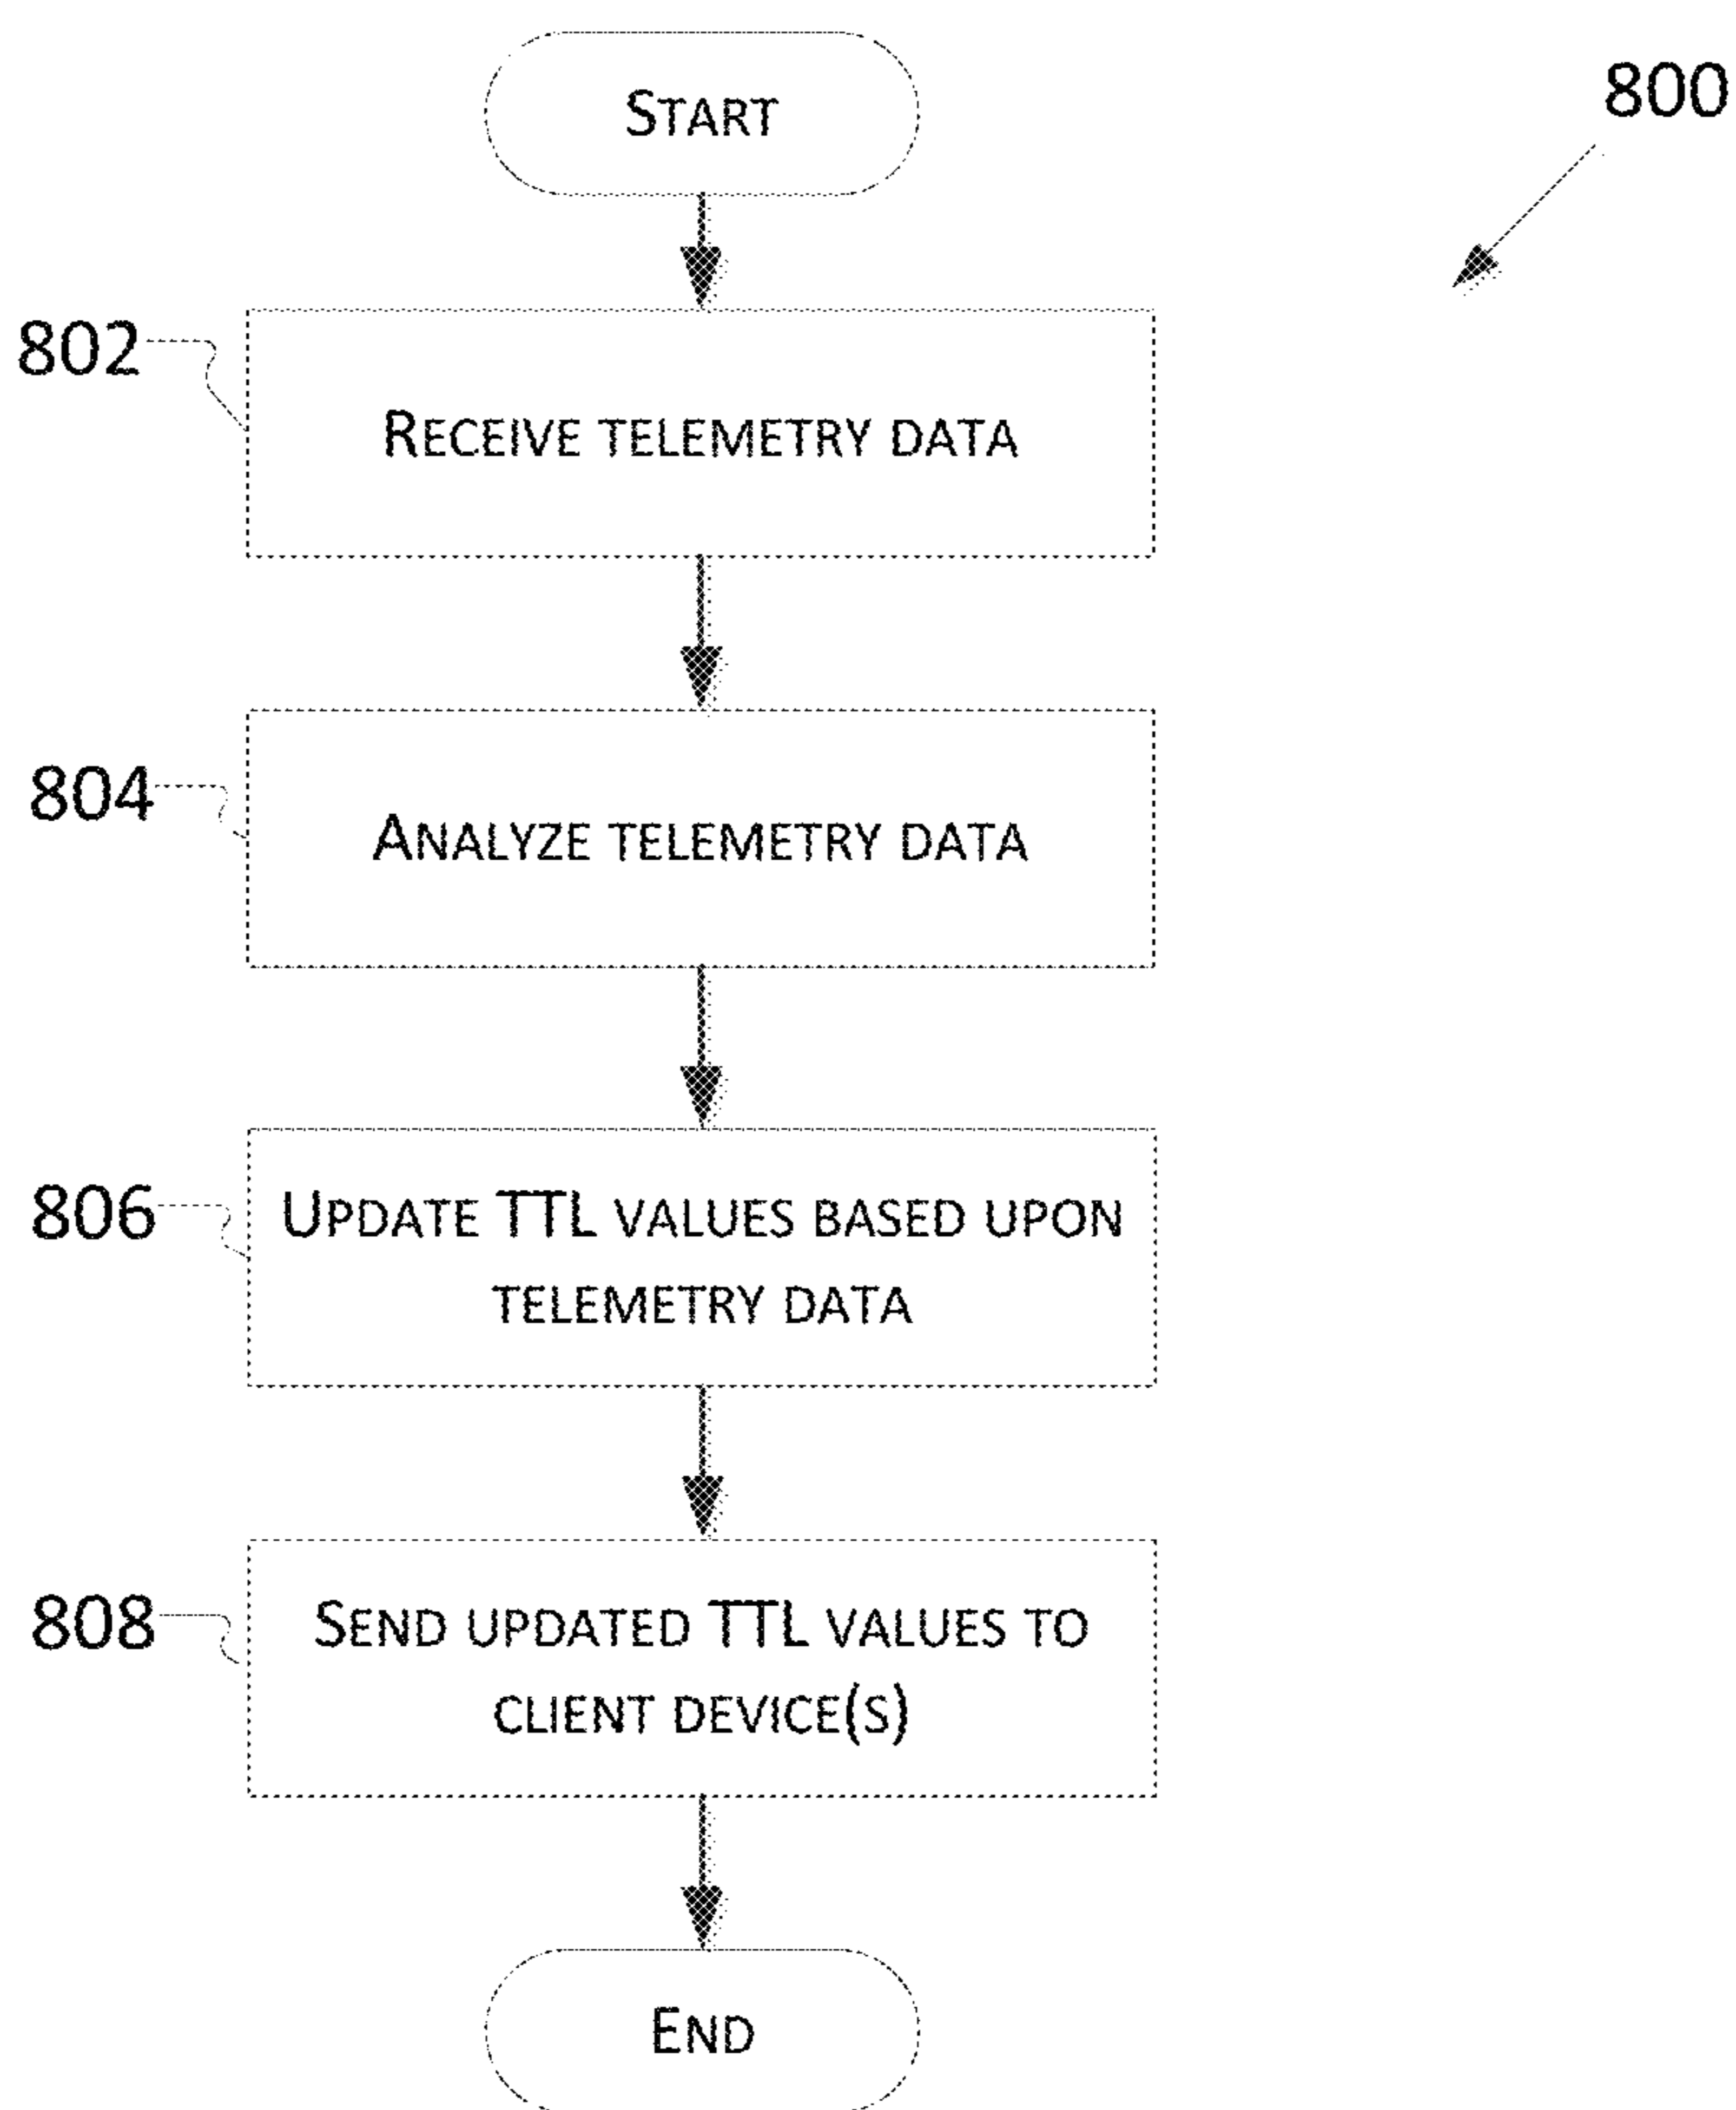 START
800
802
RECEIVE TELEMETRY DATA
804
ANALYZE TELEMETRY DATA
806
UPDATE TTL VALUES BASED UPON
TELEMETRY DATA
808
SEND UPDATED TTL VALUES TO
CLIENT DEVICE(S)
END